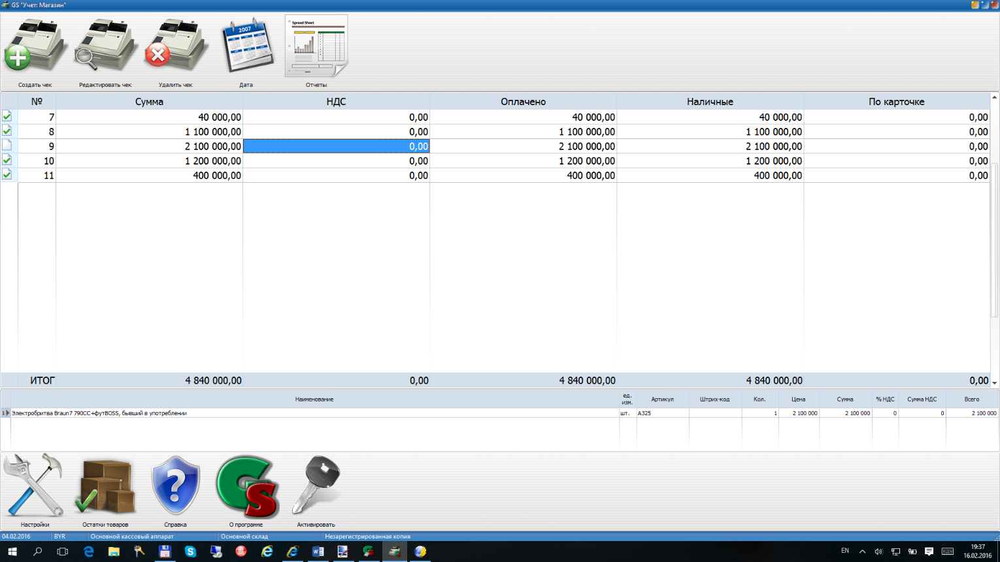 GS "Учет: Магазин"
2007
Spread Sheet
Создать чек Редактировать чек Удалить чек Дата Отчеты
№ Сумма НДС Оплачено Наличные По карточке
7 40 000,00 0,00 40 000,00 40 000,00 0,00
8 1 100 000,00 0,00 1 100 000,00 1 100 000,00 0,00
9 2 100 000,00 0,00 2 100 000,00 2 100 000,00 0,00
10 1 200 000,00 0,00 1 200 000,00 1 200 000,00 0,00
11 400 000,00 0,00 400 000,00 400 000,00 0,00
ИТОГ 4 840 000,00 0,00 4 840 000,00 4 840 000,00 0,00
Наименование ед. изм. Артикул Штрих-код Кол. Цена Сумма % НДС Сумма НДС Всего
1 Электробритва Braun7 790CC+футBOSS, бывший в употреблении шт. А325 1 2 100 000 2 100 000 0 0 2 100 000
GS
Настройки Остатки товаров Справка О программе Активировать
04.02.2016 BYR Основной кассовый аппарат Основной склад Незарегистрированная копия
EN 19:37
16.02.2016